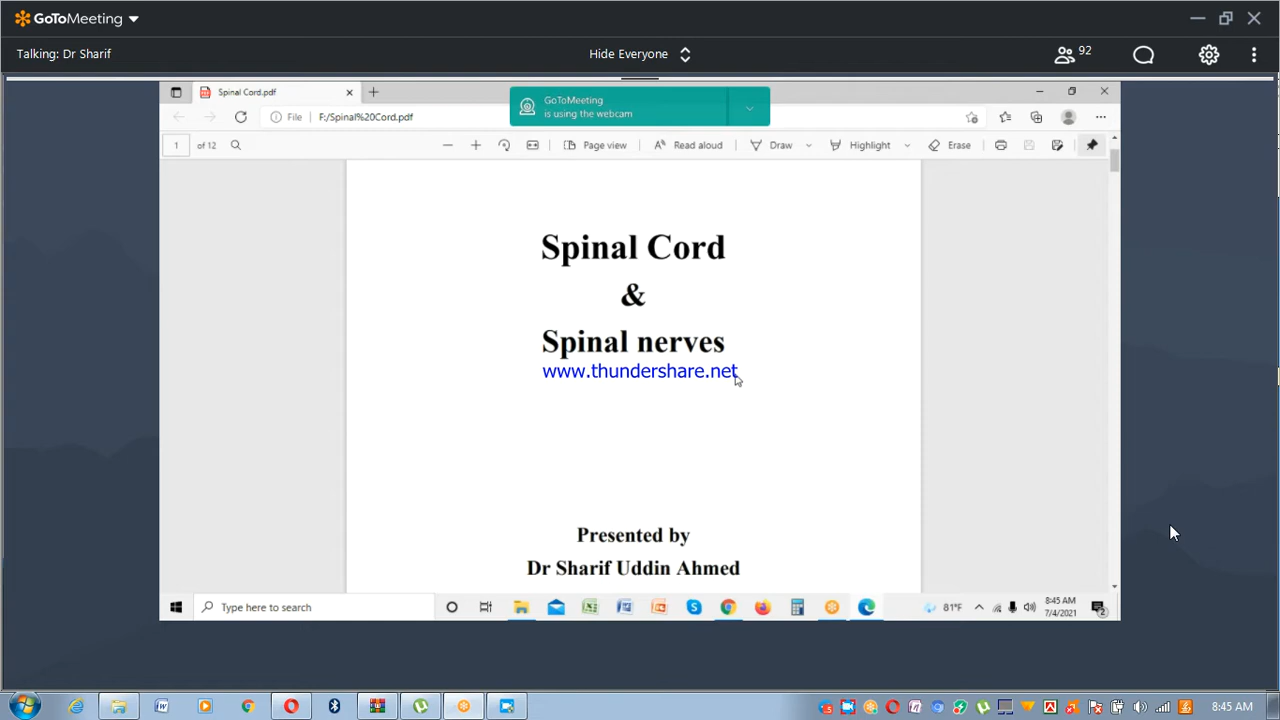 GoToMeeting
Talking: Dr Sharif
Hide Everyone
92
Spinal Cord.pdf
GoToMeeting
is using the webcam
File
F:/Spinal%20Cord.pdf
1 of 12
Page view
Read aloud
Draw
Highlight
Erase
Spinal Cord
&
Spinal nerves
www.thundershare.net
Presented by
Dr Sharif Uddin Ahmed
Type here to search
81°F
8:45 AM
7/4/2021
2
8:45 AM